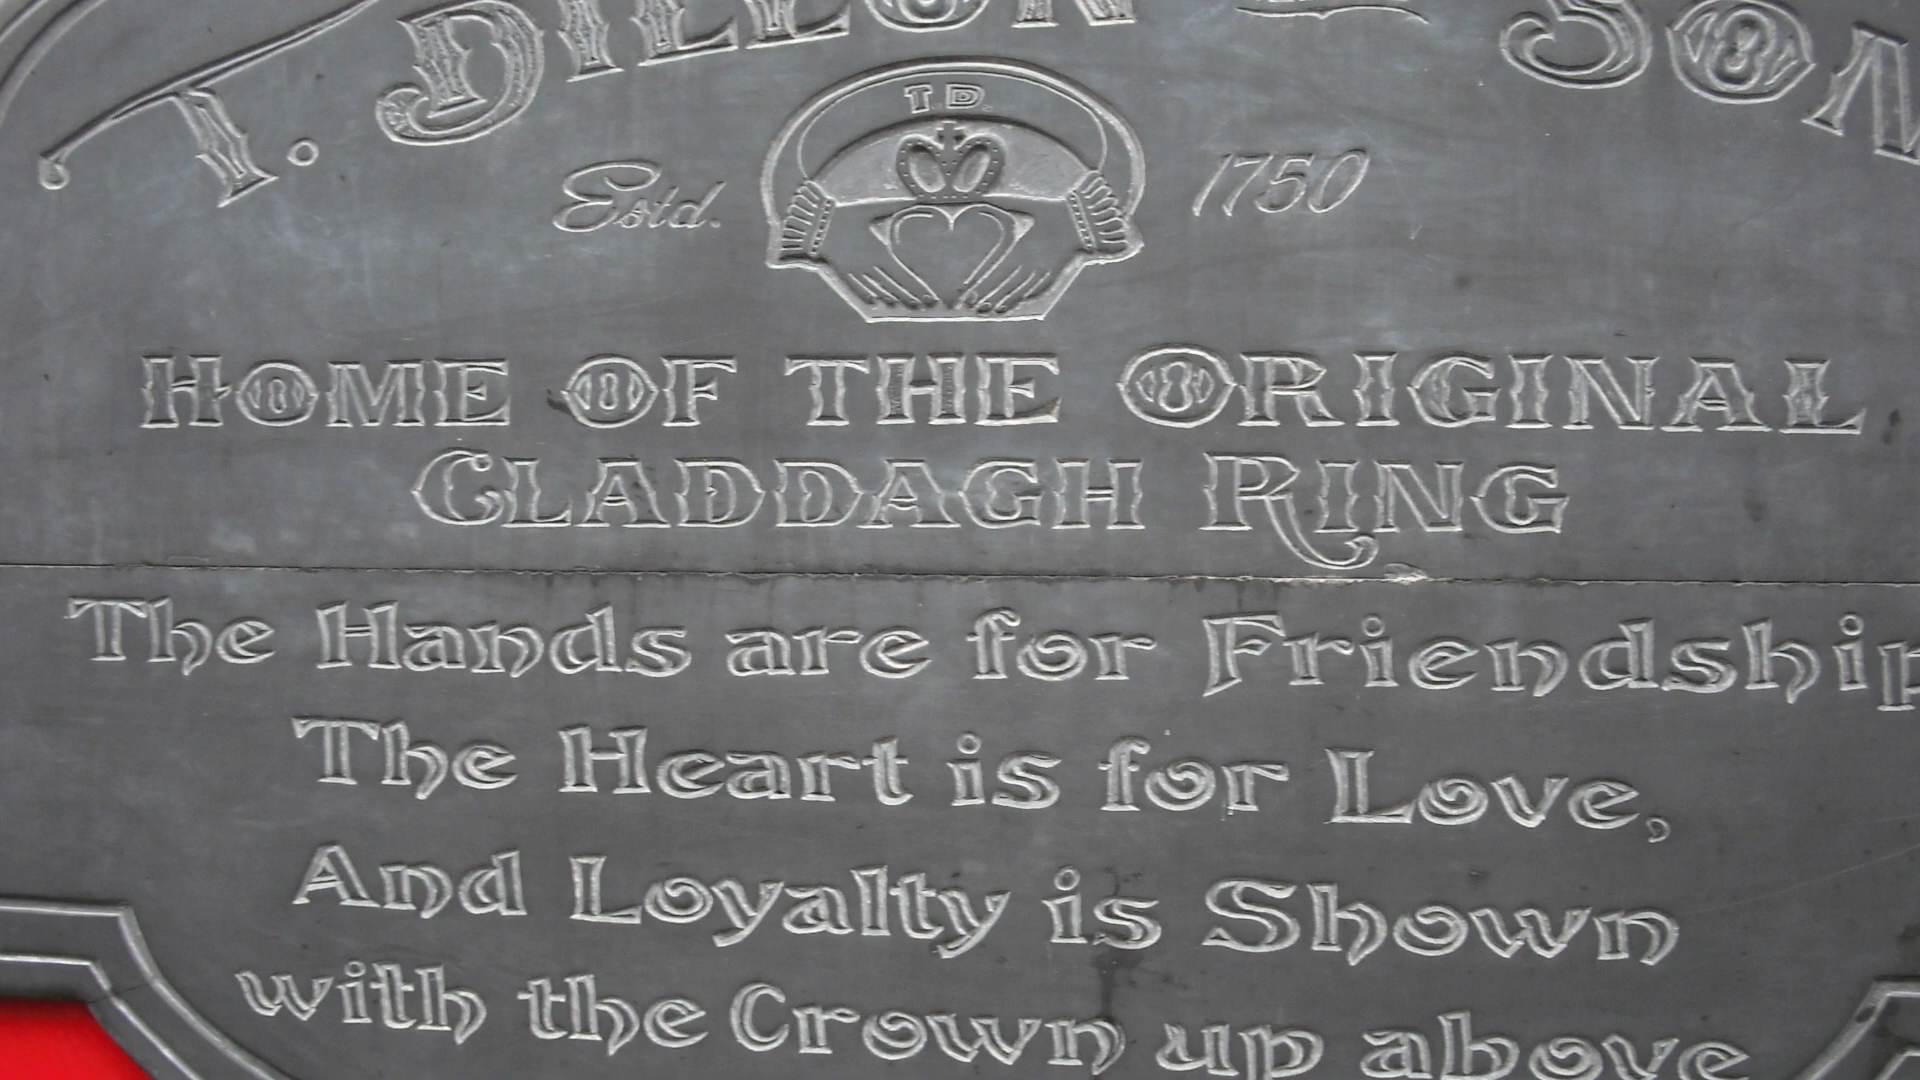 T. DILLON SON
T.D.
Estd. 1750
HOME OF THE ORIGINAL
CLADDAGH RING
The Hands are for Friendship
The Heart is for Love,
And Loyalty is Shown
with the Crown up above